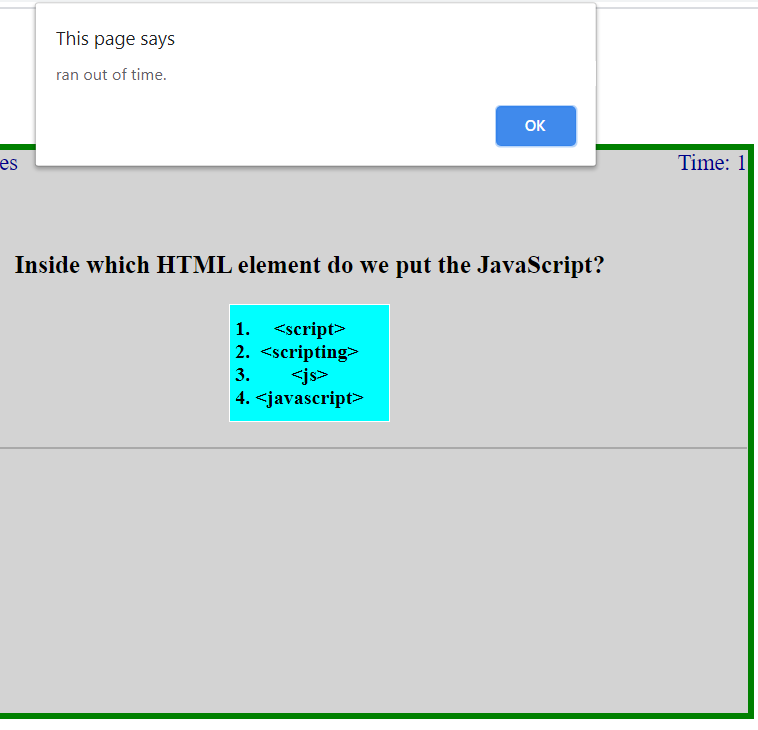 This page says
ran out of time.
OK
es
Time: 1
Inside which HTML element do we put the JavaScript?
1. <script>
2. <scripting>
3. <js>
4. <javascript>